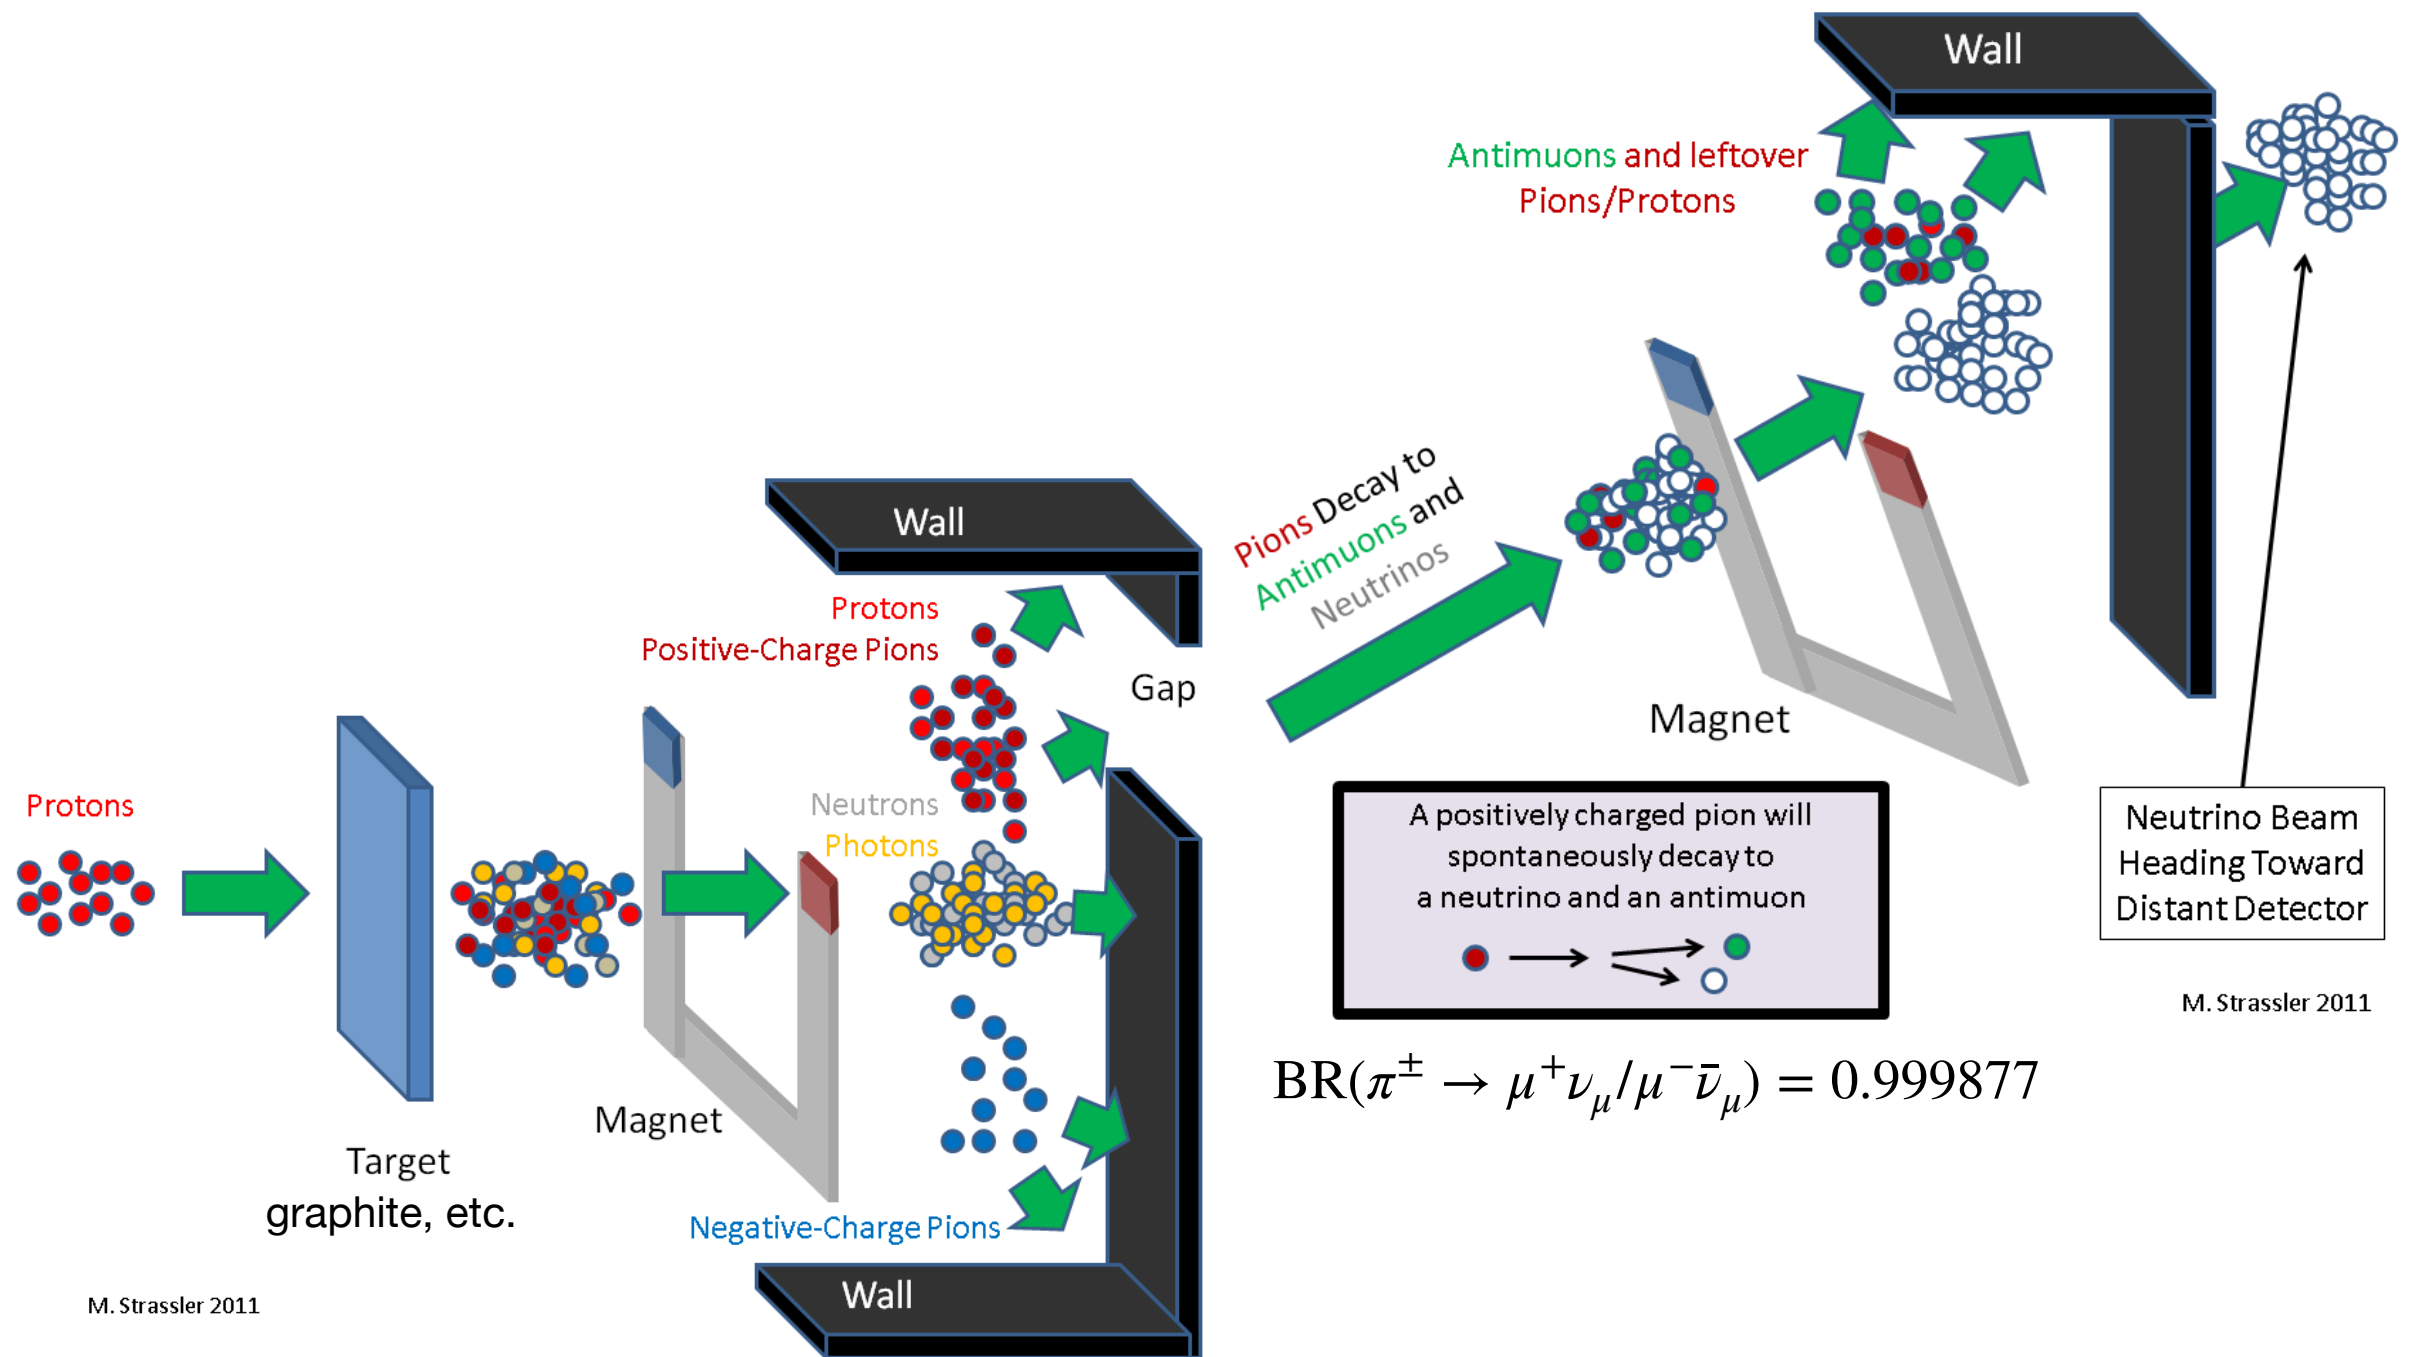 Protons
Target
graphite, etc.
M. Strassler 2011
Magnet
Wall
Protons
Positive-Charge Pions
Gap
Neutrons
Photons
Negative-Charge Pions
Wall
Pions Decay to
Antimuons and
Neutrinos
Magnet
Antimuons and leftover
Pions/Protons
Wall
A positively charged pion will
spontaneously decay to
a neutrino and an antimuon
BR(π± → μ⁺ν_μ/μ⁻ν̄_μ) = 0.999877
Neutrino Beam
Heading Toward
Distant Detector
M. Strassler 2011